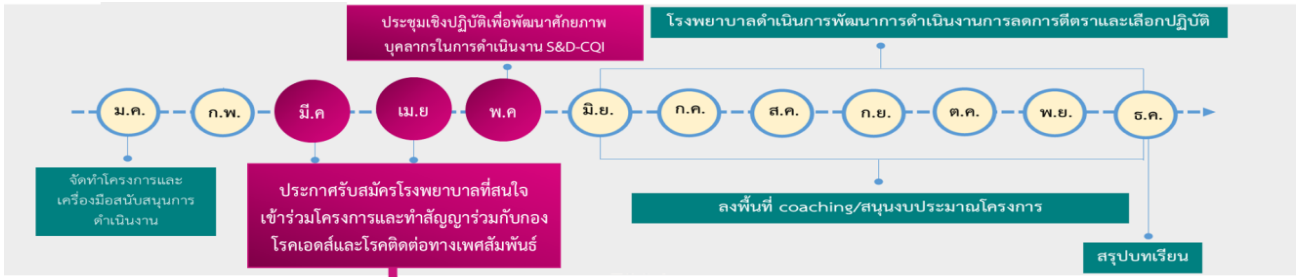 ประชุมเชิงปฏิบัติเพื่อพัฒนาศักยภาพ
บุคลากรในการดำเนินงาน S&D-CQI
โรงพยาบาลดำเนินการพัฒนาการดำเนินงานการลดการตีตราและเลือกปฏิบัติ
ม.ค.
ก.พ.
มี.ค
เม.ย
พ.ค
มิ.ย.
ก.ค.
ส.ค.
ก.ย.
ต.ค.
พ.ย.
ธ.ค.
จัดทำโครงการและ
เครื่องมือสนับสนุนการ
ดำเนินงาน
ประกาศรับสมัครโรงพยาบาลที่สนใจ
เข้าร่วมโครงการและทำสัญญาร่วมกับกอง
โรคเอดส์และโรคติดต่อทางเพศสัมพันธ์
ลงพื้นที่ coaching/สนุนงบประมาณโครงการ
สรุปบทเรียน